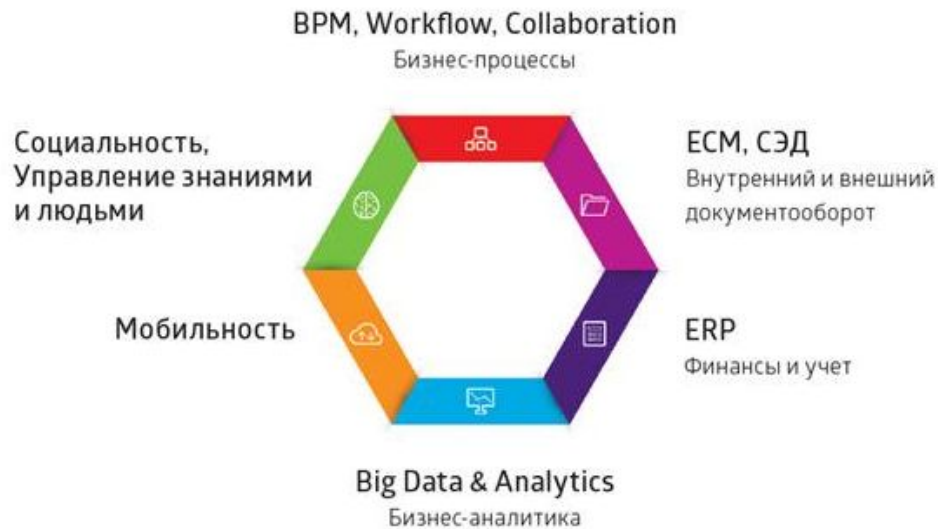 BPM, Workflow, Collaboration
Бизнес-процессы
Социальность,
Управление знаниями
и людьми
ECM, СЭД
Внутренний и внешний
документооборот
Мобильность
ERP
Финансы и учет
Big Data & Analytics
Бизнес-аналитика